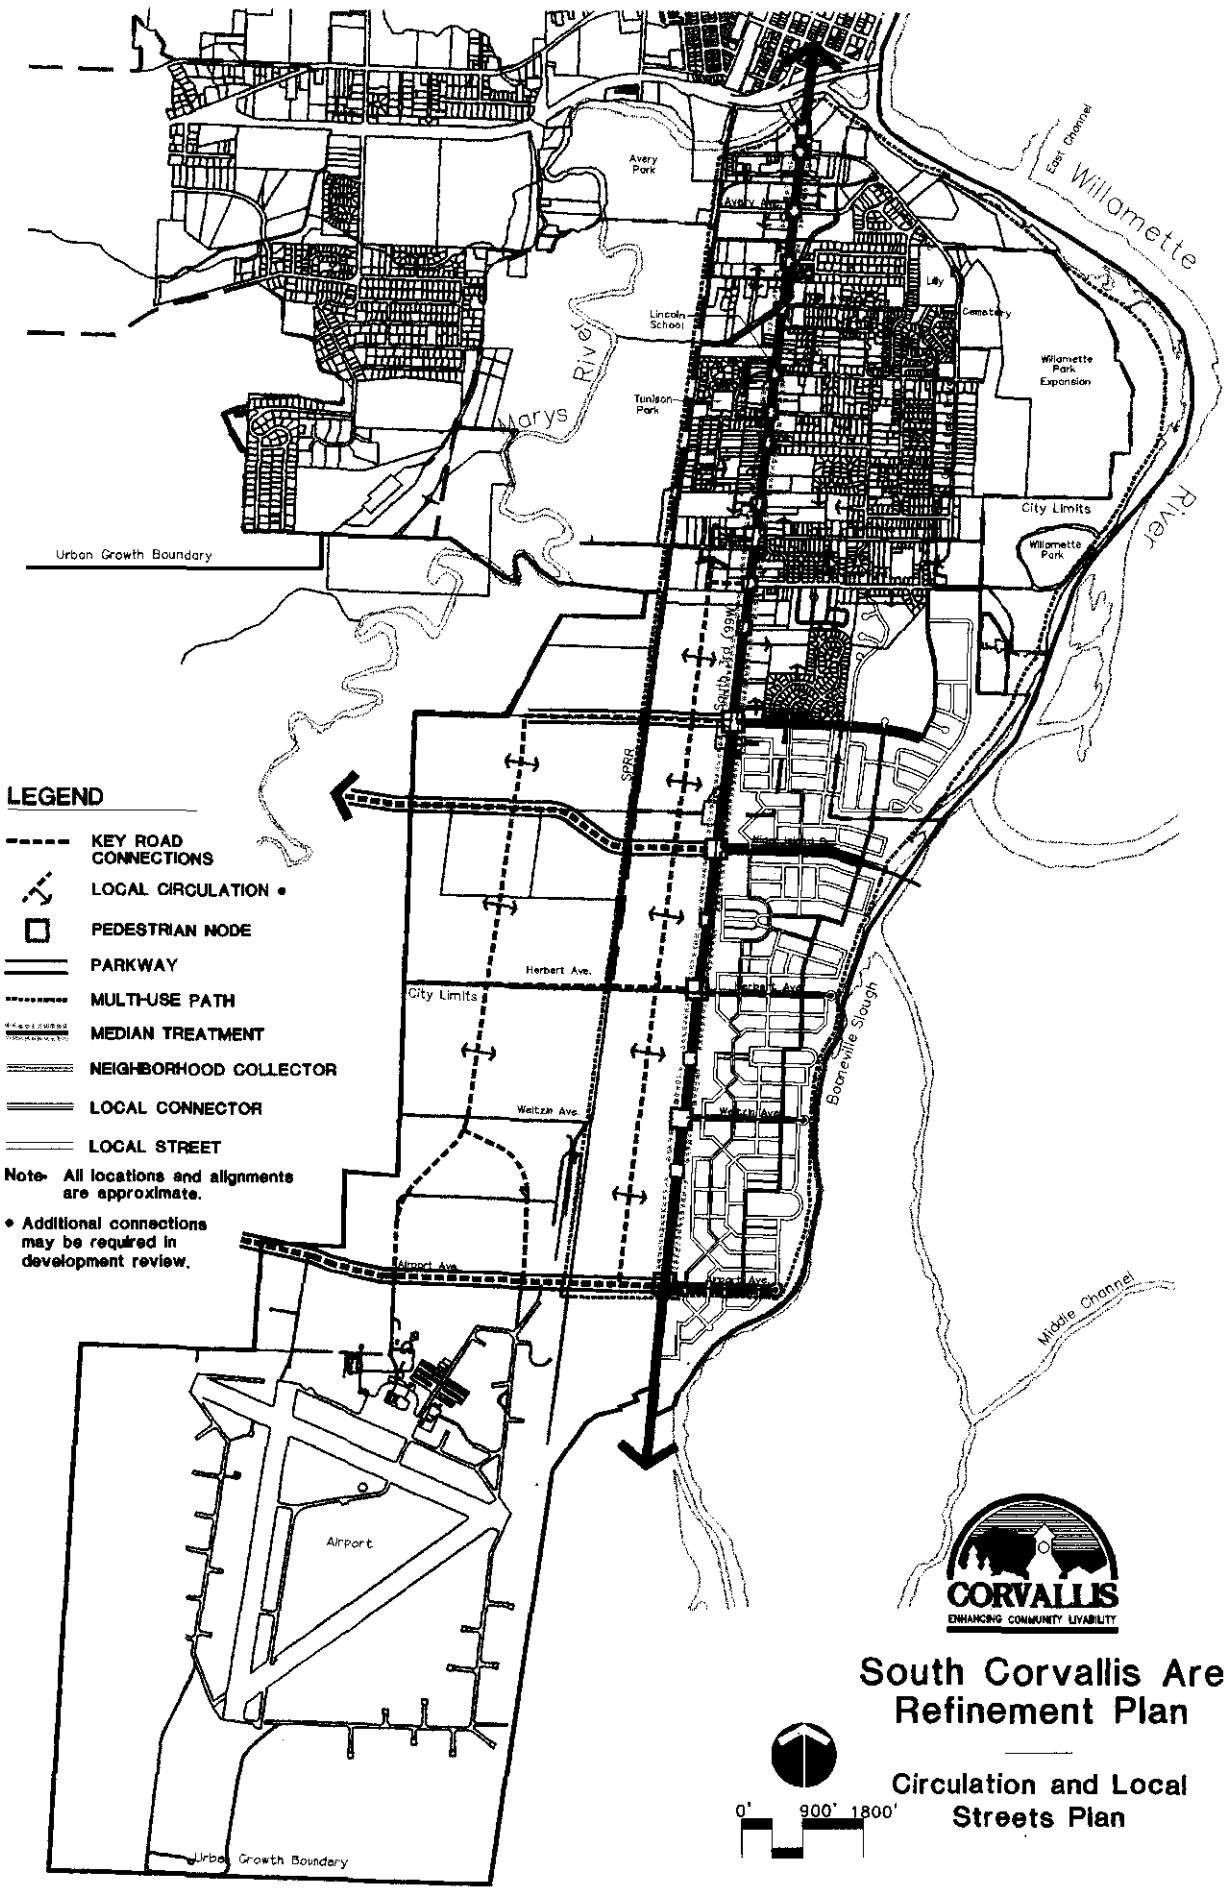 East Channel
Willamette
River
Avery
Park
Avery Ave.
Lilly
Lincoln
School
Cemetery
Willamette
Park
Expansion
River
Marys
Tunison
Park
City Limits
Willamette
Park
Urban Growth Boundary
South 3rd (99W)
SPRR
LEGEND
KEY ROAD
CONNECTIONS
LOCAL CIRCULATION •
PEDESTRIAN NODE
PARKWAY
MULTI-USE PATH
MEDIAN TREATMENT
NEIGHBORHOOD COLLECTOR
LOCAL CONNECTOR
LOCAL STREET
Note- All locations and alignments
are approximate.
• Additional connections
may be required in
development review.
Herbert Ave.
Herbert Ave.
City Limits
Booneville Slough
Weltzin Ave.
Weltzin Ave.
Airport Ave.
Airport Ave.
Middle Channel
Airport
CORVALLIS
ENHANCING COMMUNITY LIVABILITY
South Corvallis Are
Refinement Plan
Circulation and Local
Streets Plan
0' 900' 1800'
Urban Growth Boundary